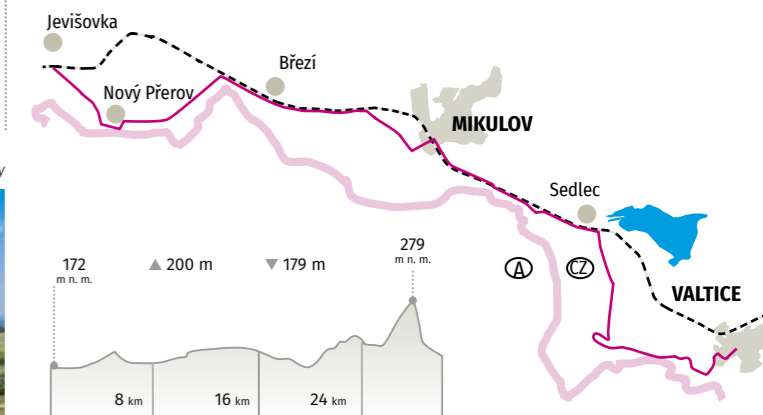 Jevišovka
Březí
Nový Přerov
MIKULOV
y
Sedlec
172
m n. m.
▲ 200 m
▼ 179 m
279
m n. m.
A
CZ
VALTICE
8 km
16 km
24 km